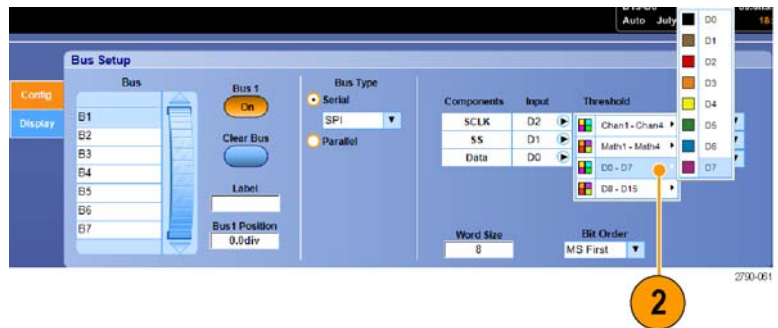 Auto July
18:
Bus Setup
Config
Display
Bus
B1
B2
B3
B4
B5
B6
B7
Bus 1
On
Clear Bus
Label
Bus1 Position
0.0div
Bus Type
Serial
SPI
Parallel
Components Input Threshold
SCLK D2
SS D1
Data D0
Chan1 - Chan4
Math1 - Math4
D0 - D7
D8 - D15
D0
D1
D2
D3
D4
D5
D6
D7
Word Size
8
Bit Order
MS First
2790-061
2